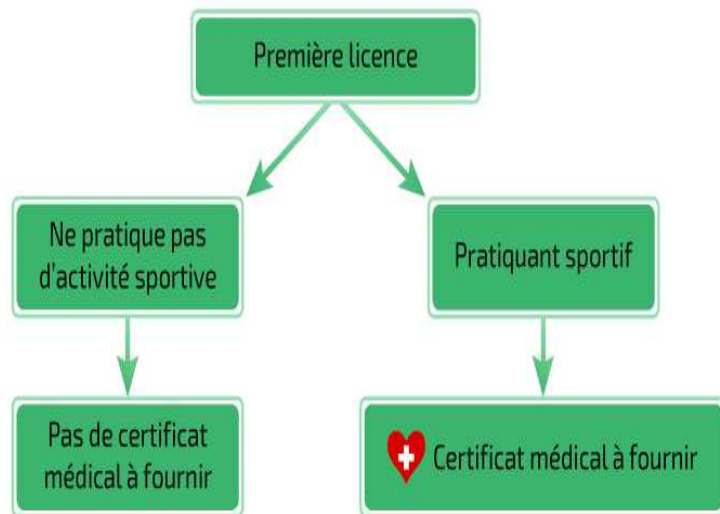 Première licence
Ne pratique pas
d'activité sportive
Pratiquant sportif
Pas de certificat
médical à fournir
Certificat médical à fournir